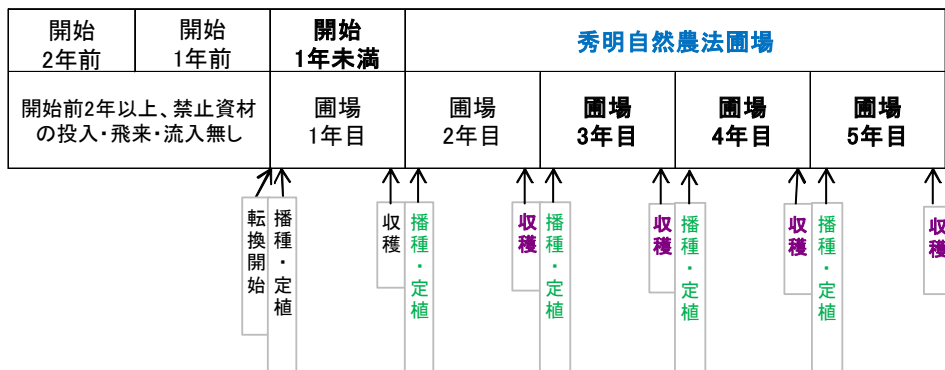 開始
2年前
開始
1年前
開始
1年未満
秀明自然農法圃場
開始前2年以上、禁止資材
の投入・飛来・流入無し
圃場
1年目
圃場
2年目
圃場
3年目
圃場
4年目
圃場
5年目
転換開始
播種・定植
収穫
播種・定植
収穫
播種・定植
収穫
播種・定植
収穫
播種・定植
収穫